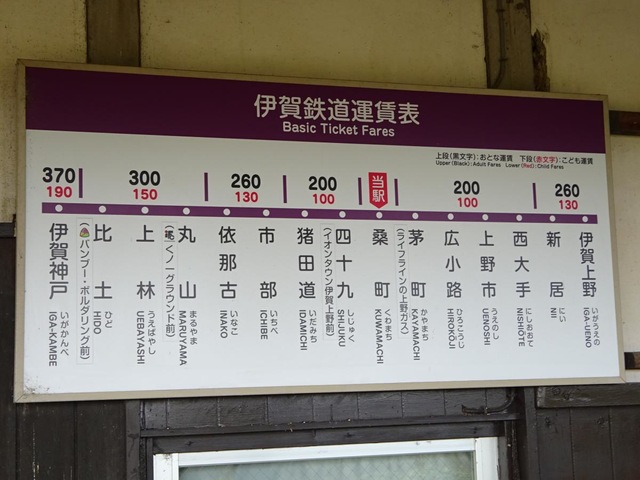 伊賀鉄道運賃表
Basic Ticket Fares
上段(黒文字):おとな運賃 下段(赤文字):こども運賃
Upper (Black) : Adult Fares Lower (Red) : Child Fares
370 300 260 200 当駅 200 260
190 150 130 100 100 130
伊賀神戸 いがかんべ IGA-KAMBE
比土 ひど HIDO
(バンブー・ボルダリング前)
上林 うえばやし UEBAYASHI
丸山 まるやま MARUYAMA
(くノ一グラウンド前)
依那古 いなこ INAKO
市部 いちべ ICHIBE
猪田道 いだみち IDAMICHI
四十九 しじゅく SHIJUKU
(イオンタウン伊賀上野前)
桑町 くわまち KUWAMACHI
茅町 かやまち KAYAMACHI
(ライフラインの上野ガス)
広小路 ひろこうじ HIROKOJI
上野市 うえのし UENOSHI
西大手 にしおおて NISHIŌTE
新居 にい NII
伊賀上野 いがうえの IGA-UENO